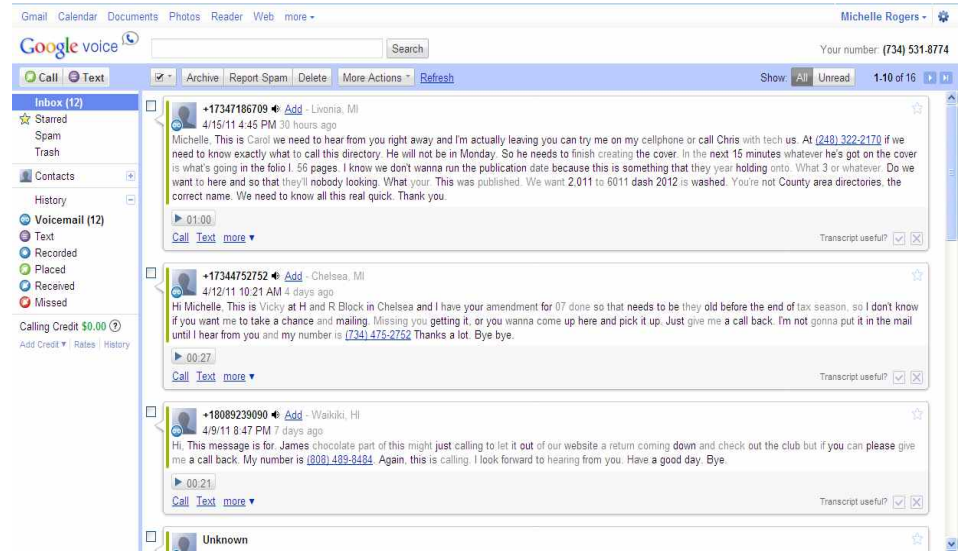 Gmail Calendar Documents Photos Reader Web more
Michelle Rogers
Google voice
Search
Your number: (734) 531-8774
Call Text
Archive Report Spam Delete More Actions Refresh
Show: All Unread 1-10 of 16
Inbox (12)
Starred
Spam
Trash
Contacts
History
Voicemail (12)
Text
Recorded
Placed
Received
Missed
Calling Credit $0.00 (?)
Add Credit Rates History
+17347186709 Add - Livonia, MI
4/15/11 4:45 PM 30 hours ago
Michelle, This is Carol we need to hear from you right away and I'm actually leaving you can try me on my cellphone or call Chris with tech us. At (248) 322-2170 if we
need to know exactly what to call this directory. He will not be in Monday. So he needs to finish creating the cover. In the next 15 minutes whatever he's got on the cover
is what's going in the folio I. 56 pages. I know we don't wanna run the publication date because this is something that they year holding onto. What 3 or whatever. Do we
want to here and so that they'll nobody looking. What your. This was published. We want 2,011 to 6011 dash 2012 is washed. You're not County area directories, the
correct name. We need to know all this real quick. Thank you.
01:00
Call Text more
Transcript useful?
+17344752752 Add - Chelsea, MI
4/12/11 10:21 AM 4 days ago
Hi Michelle, This is Vicky at H and R Block in Chelsea and I have your amendment for 07 done so that needs to be they old before the end of tax season, so I don't know
if you want me to take a chance and mailing. Missing you getting it, or you wanna come up here and pick it up. Just give me a call back. I'm not gonna put it in the mail
until I hear from you and my number is (734) 475-2752 Thanks a lot. Bye bye.
00:27
Call Text more
Transcript useful?
+18089239090 Add - Waikiki, HI
4/9/11 8:47 PM 7 days ago
Hi, This message is for. James chocolate part of this might just calling to let it out of our website a return coming down and check out the club but if you can please give
me a call back. My number is (808) 489-8484. Again, this is calling, I look forward to hearing from you. Have a good day. Bye.
00:21
Call Text more
Transcript useful?
Unknown